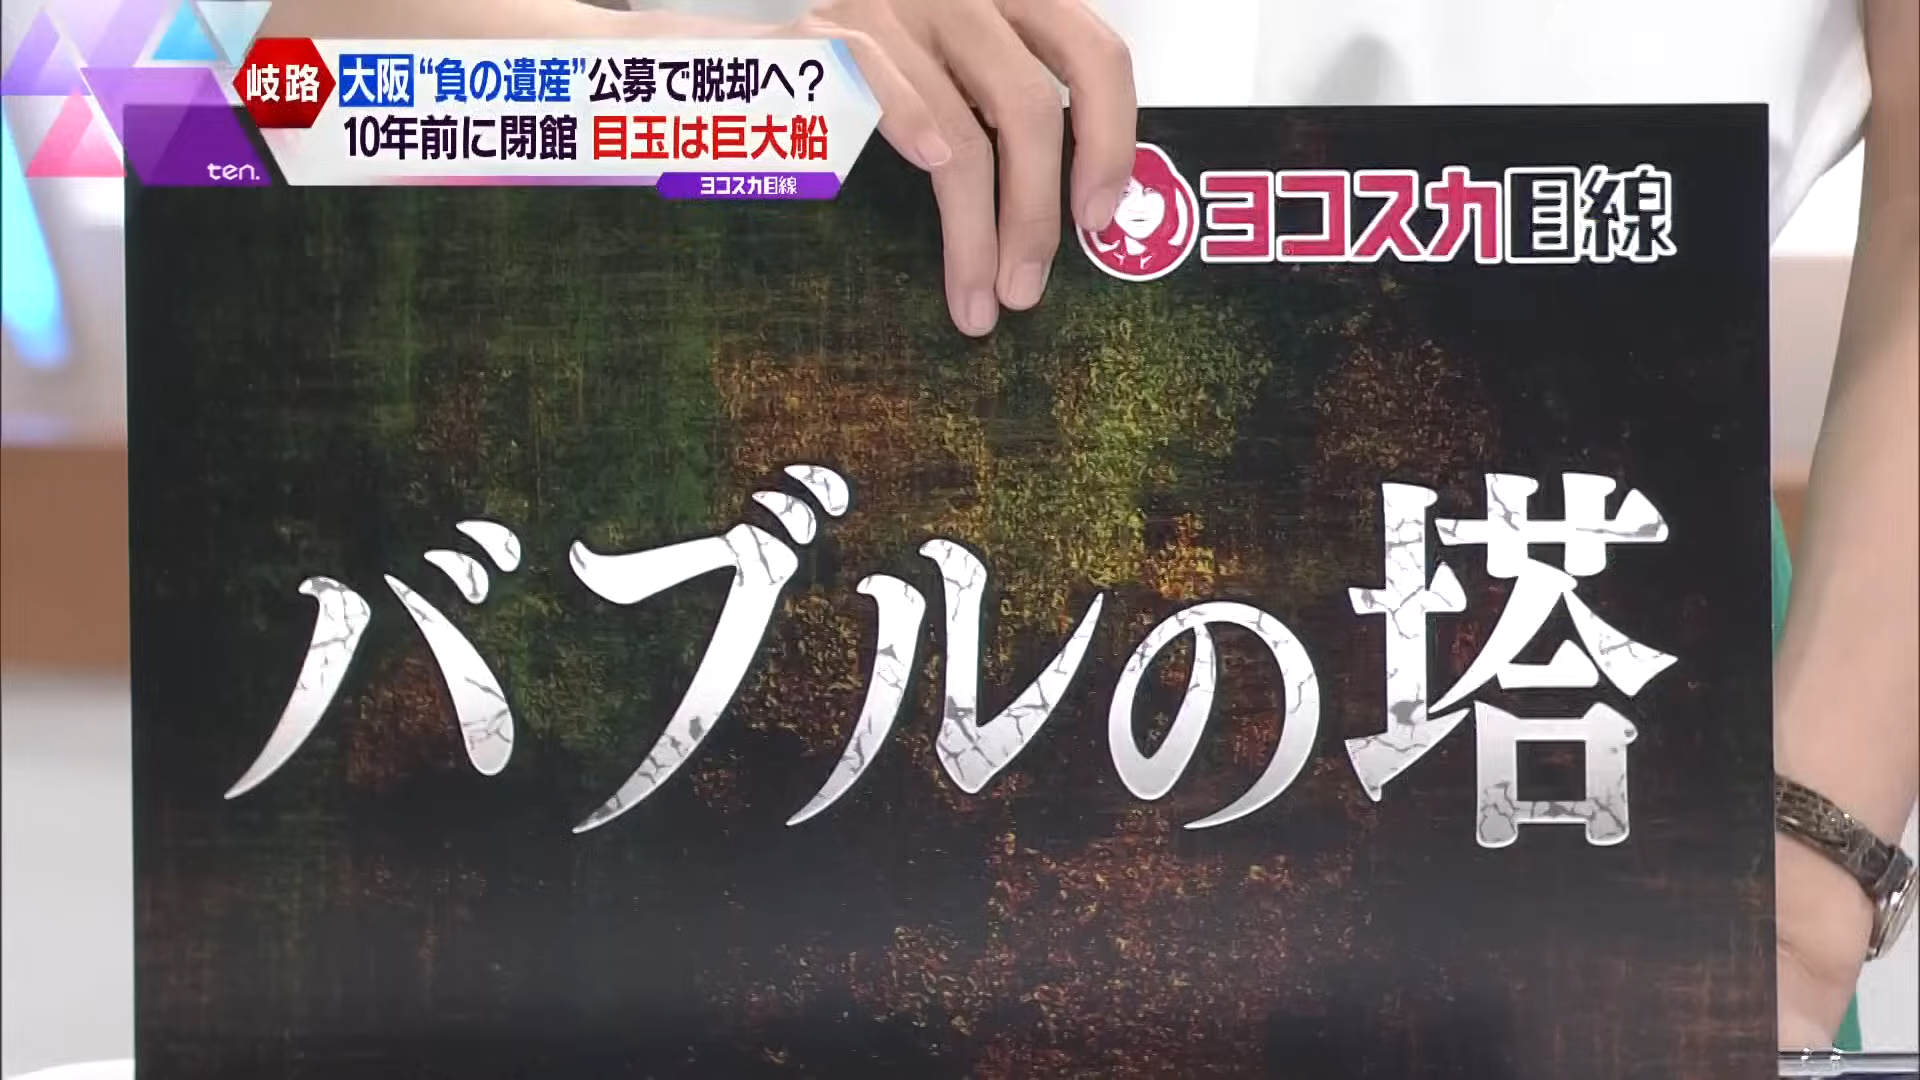 岐路 大阪 “負の遺産”公募で脱却へ？
10年前に閉館 目玉は巨大船
ten.
ヨコスカ目線
ヨコスカ目線
バブルの塔